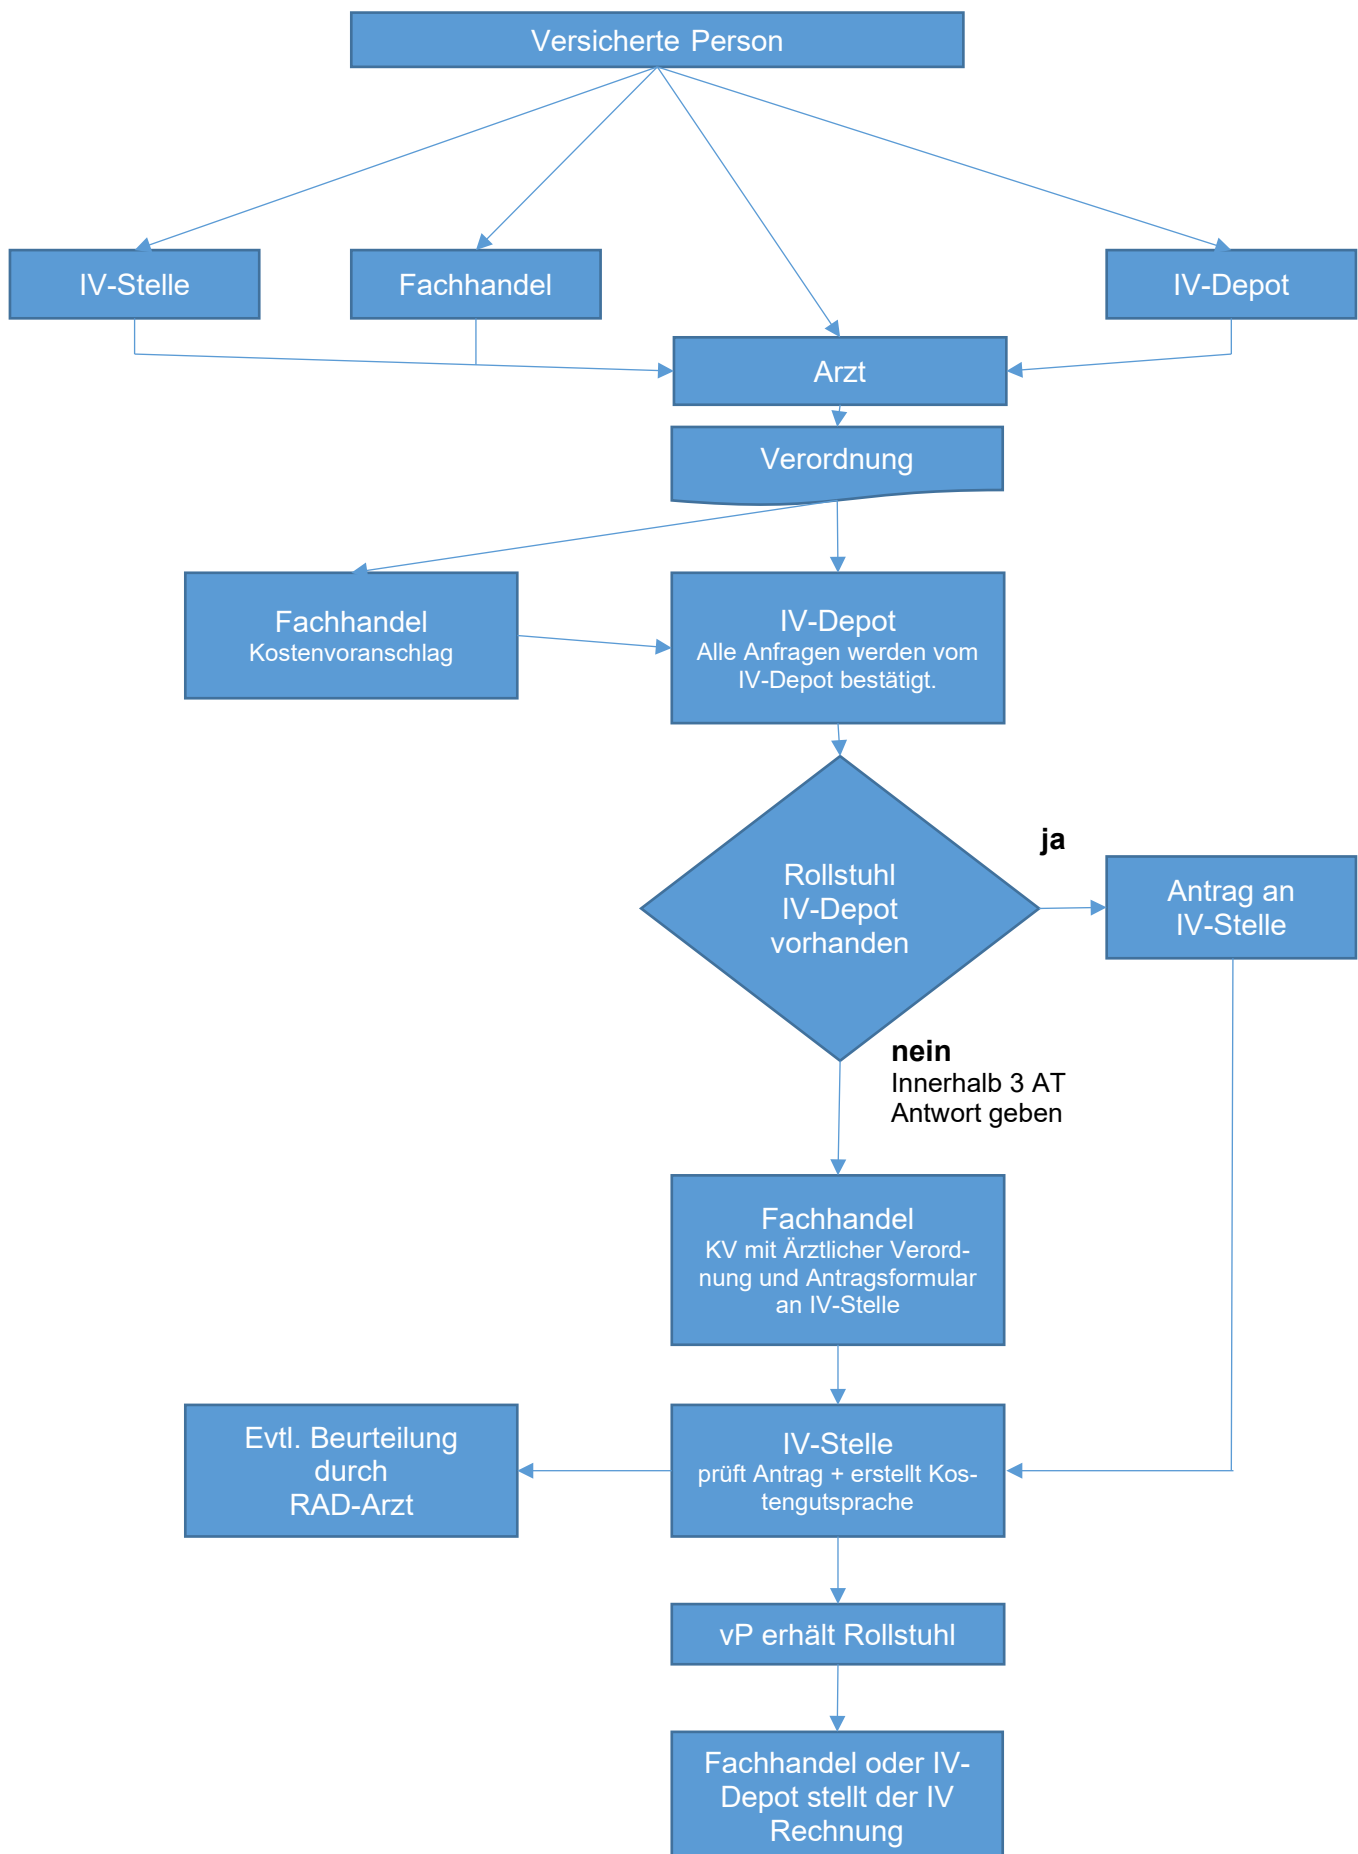 Versicherte Person
IV-Stelle
Fachhandel
IV-Depot
Arzt
Verordnung
Fachhandel
Kostenvoranschlag
IV-Depot
Alle Anfragen werden vom
IV-Depot bestätigt.
Rollstuhl
IV-Depot
vorhanden
ja
Antrag an
IV-Stelle
nein
Innerhalb 3 AT
Antwort geben
Fachhandel
KV mit Ärztlicher Verord-
nung und Antragsformular
an IV-Stelle
Evtl. Beurteilung
durch
RAD-Arzt
IV-Stelle
prüft Antrag + erstellt Kos-
tengutsprache
vP erhält Rollstuhl
Fachhandel oder IV-
Depot stellt der IV
Rechnung